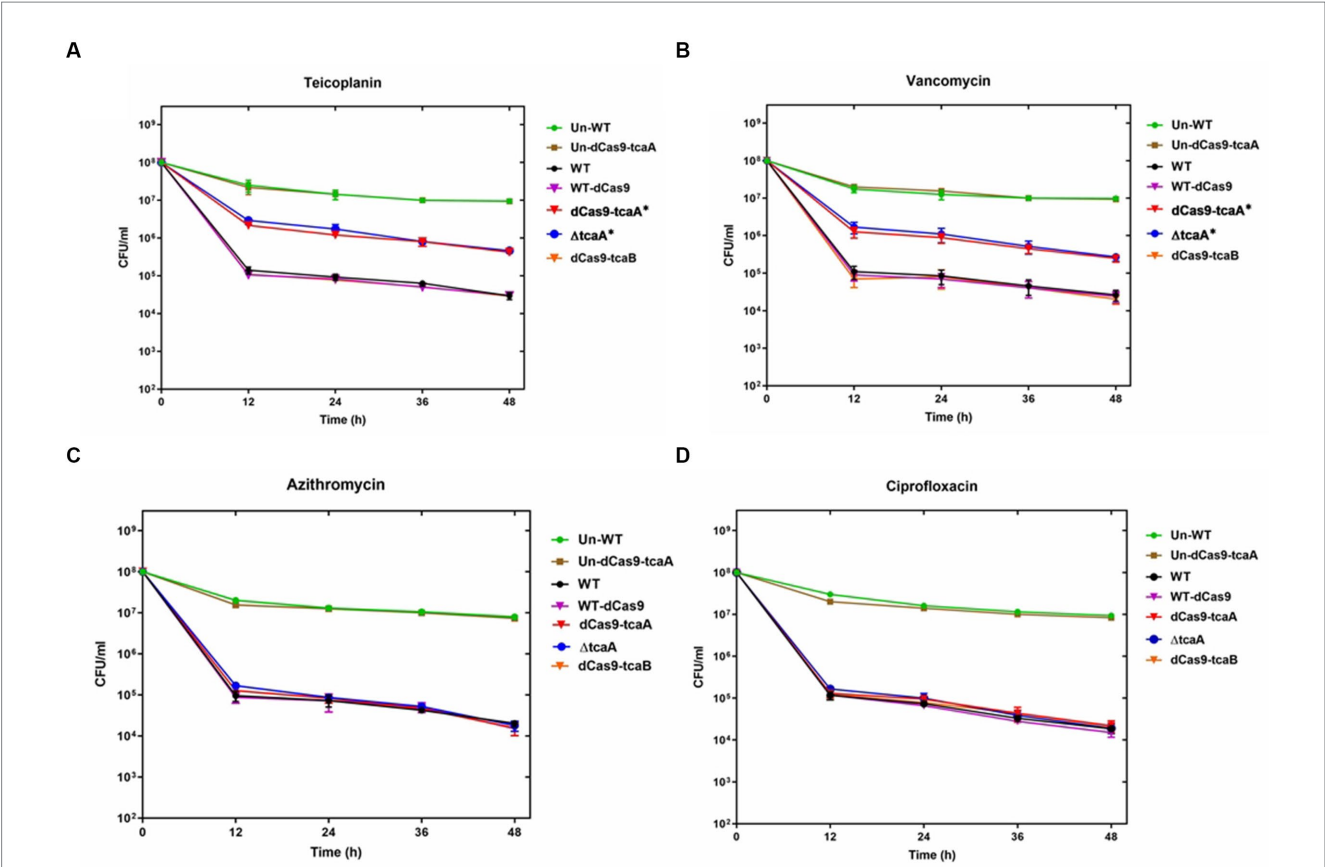 A
Teicoplanin
CFU/ml
10⁹
10⁸
10⁷
10⁶
10⁵
10⁴
10³
10²
0 12 24 36 48
Time (h)
Un-WT
Un-dCas9-tcaA
WT
WT-dCas9
dCas9-tcaA*
ΔtcaA*
dCas9-tcaB
B
Vancomycin
CFU/ml
10⁹
10⁸
10⁷
10⁶
10⁵
10⁴
10³
10²
0 12 24 36 48
Time (h)
Un-WT
Un-dCas9-tcaA
WT
WT-dCas9
dCas9-tcaA*
ΔtcaA*
dCas9-tcaB
C
Azithromycin
CFU/ml
10⁹
10⁸
10⁷
10⁶
10⁵
10⁴
10³
10²
0 12 24 36 48
Time (h)
Un-WT
Un-dCas9-tcaA
WT
WT-dCas9
dCas9-tcaA
ΔtcaA
dCas9-tcaB
D
Ciprofloxacin
CFU/ml
10⁹
10⁸
10⁷
10⁶
10⁵
10⁴
10³
10²
0 12 24 36 48
Time (h)
Un-WT
Un-dCas9-tcaA
WT
WT-dCas9
dCas9-tcaA
ΔtcaA
dCas9-tcaB